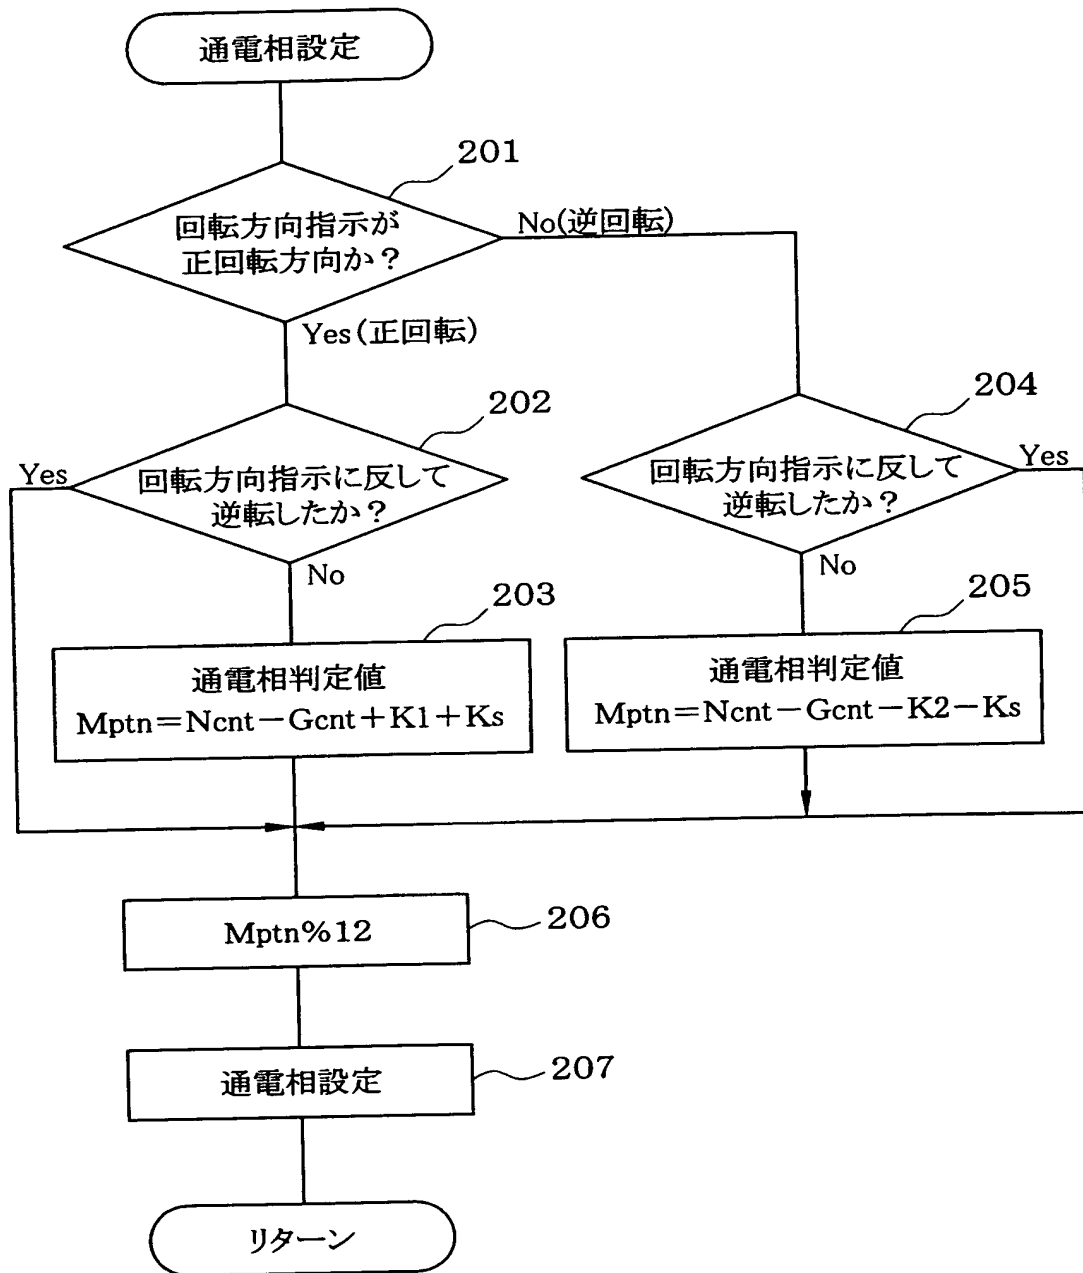 通電相設定
201
回転方向指示が
正回転方向か？
No(逆回転)
Yes(正回転)
202
Yes
回転方向指示に反して
逆転したか？
No
204
回転方向指示に反して
逆転したか？
Yes
No
203
通電相判定値
Mptn＝Ncnt－Gcnt＋K1＋Ks
205
通電相判定値
Mptn＝Ncnt－Gcnt－K2－Ks
Mptn%12
206
通電相設定
207
リターン